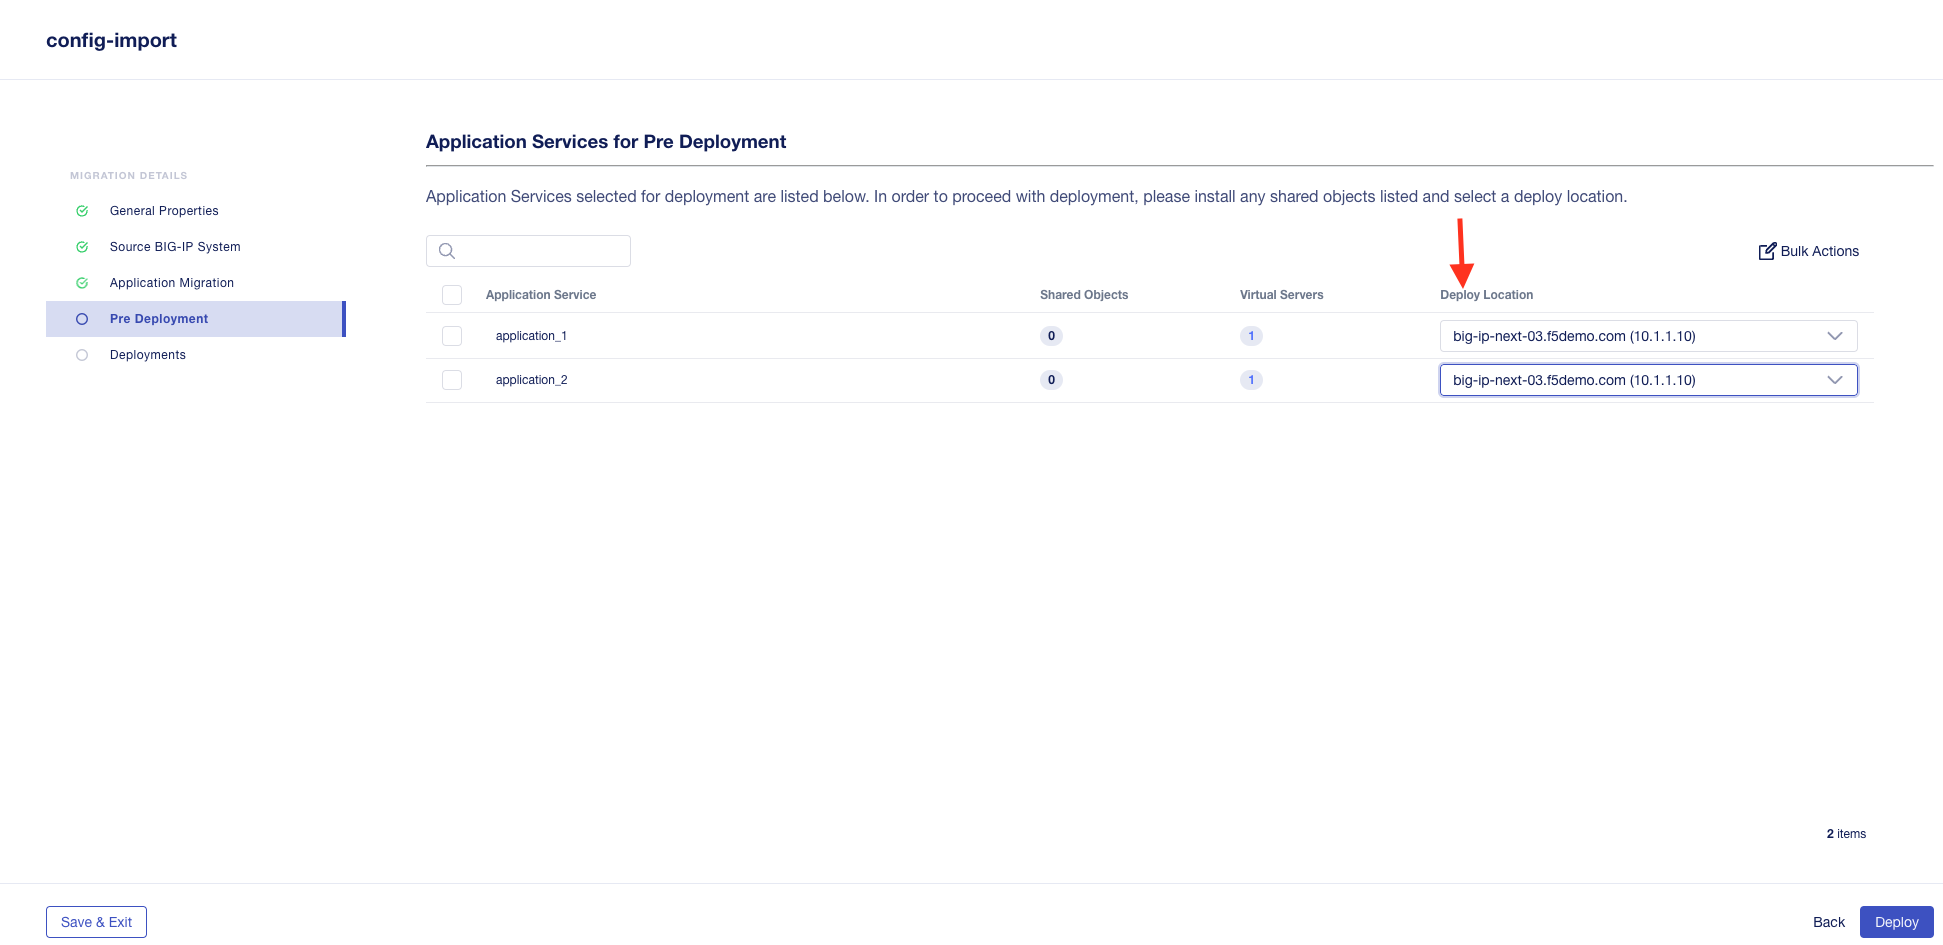 config-import
Application Services for Pre Deployment
MIGRATION DETAILS
General Properties
Source BIG-IP System
Application Migration
Pre Deployment
Deployments
Application Services selected for deployment are listed below. In order to proceed with deployment, please install any shared objects listed and select a deploy location.
Bulk Actions
Application Service Shared Objects Virtual Servers Deploy Location
application_1 0 1 big-ip-next-03.f5demo.com (10.1.1.10)
application_2 0 1 big-ip-next-03.f5demo.com (10.1.1.10)
2 items
Save & Exit Back Deploy